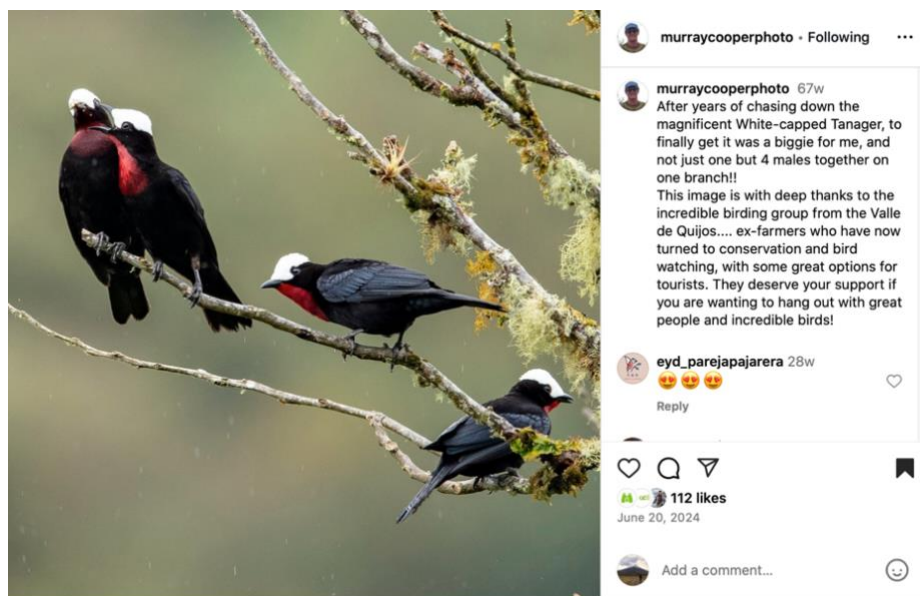 murraycooperphoto • Following
murraycooperphoto 67w
After years of chasing down the
magnificent White-capped Tanager, to
finally get it was a biggie for me, and
not just one but 4 males together on
one branch!!
This image is with deep thanks to the
incredible birding group from the Valle
de Quijos.... ex-farmers who have now
turned to conservation and bird
watching, with some great options for
tourists. They deserve your support if
you are wanting to hang out with great
people and incredible birds!
eyd_parejapajarera 28w
😍😍😍
Reply
112 likes
June 20, 2024
Add a comment...